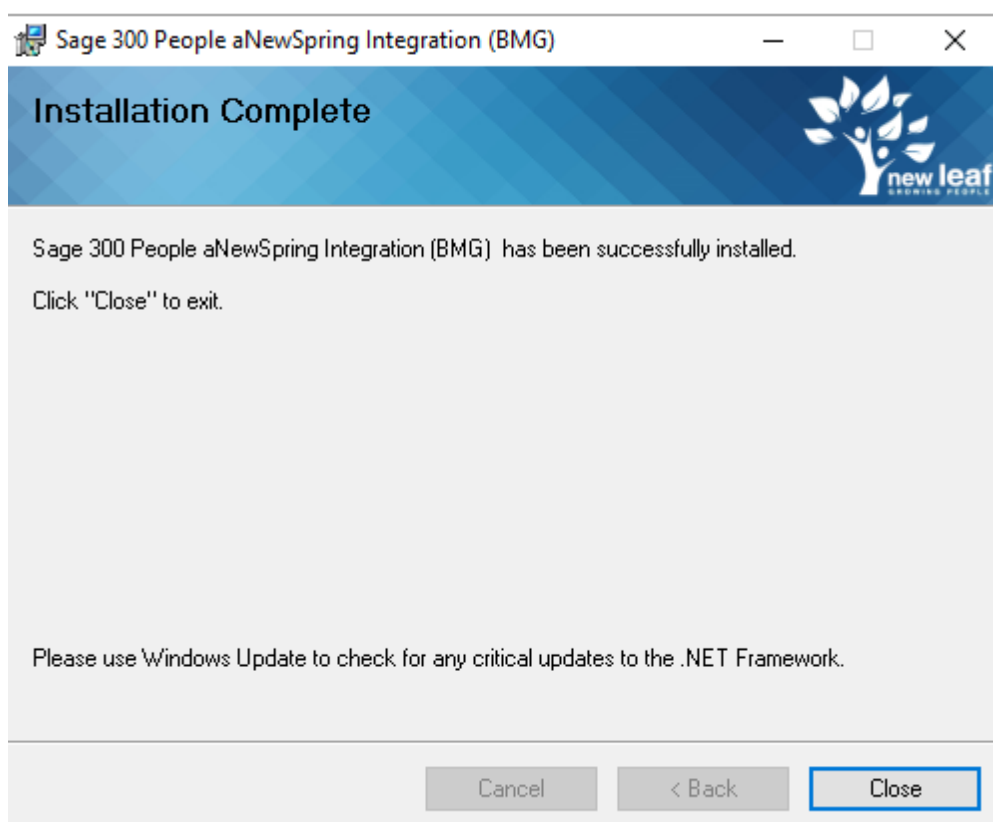 Sage 300 People aNewSpring Integration (BMG)
Installation Complete
new leaf
GROWING PEOPLE
Sage 300 People aNewSpring Integration (BMG)  has been successfully installed.
Click "Close" to exit.
Please use Windows Update to check for any critical updates to the .NET Framework.
Cancel
< Back
Close